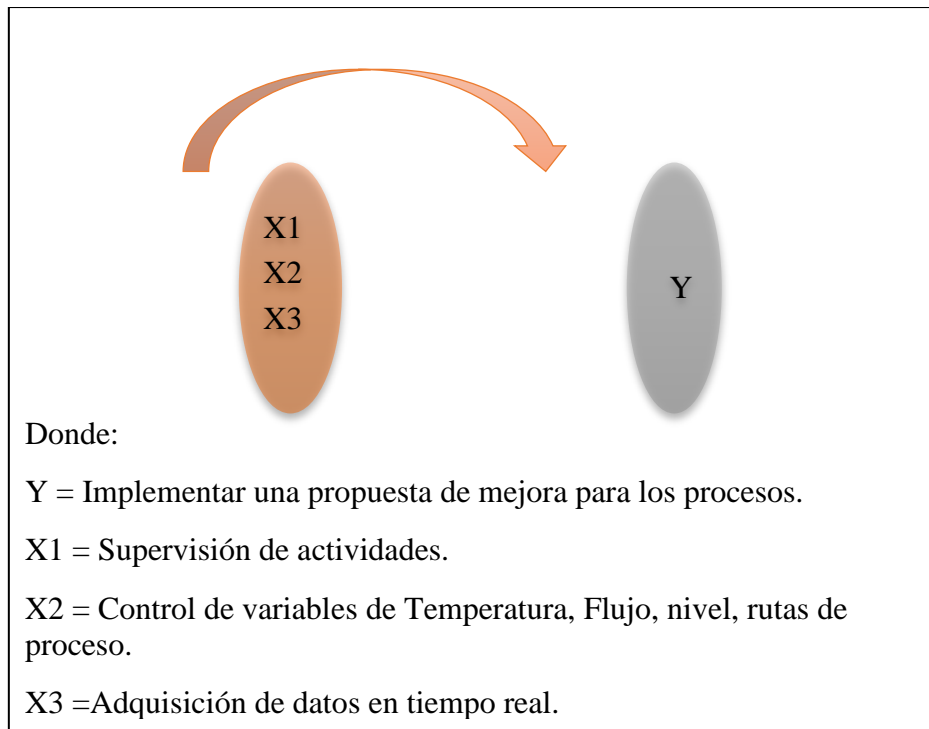 X1
X2
X3
Y
Donde:
Y = Implementar una propuesta de mejora para los procesos.
X1 = Supervisión de actividades.
X2 = Control de variables de Temperatura, Flujo, nivel, rutas de
proceso.
X3 =Adquisición de datos en tiempo real.